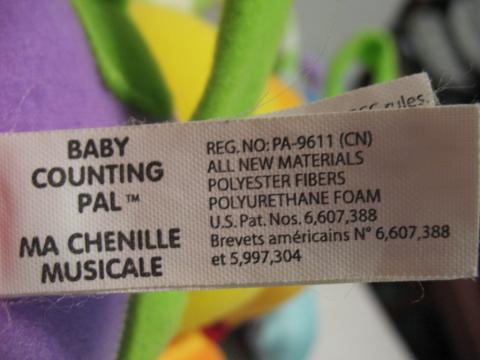 BABY
COUNTING
PAL™
MA CHENILLE
MUSICALE
REG. NO: PA-9611 (CN)
ALL NEW MATERIALS
POLYESTER FIBERS
POLYURETHANE FOAM
U.S. Pat. Nos. 6,607,388
Brevets américains N° 6,607,388
et 5,997,304
rules.